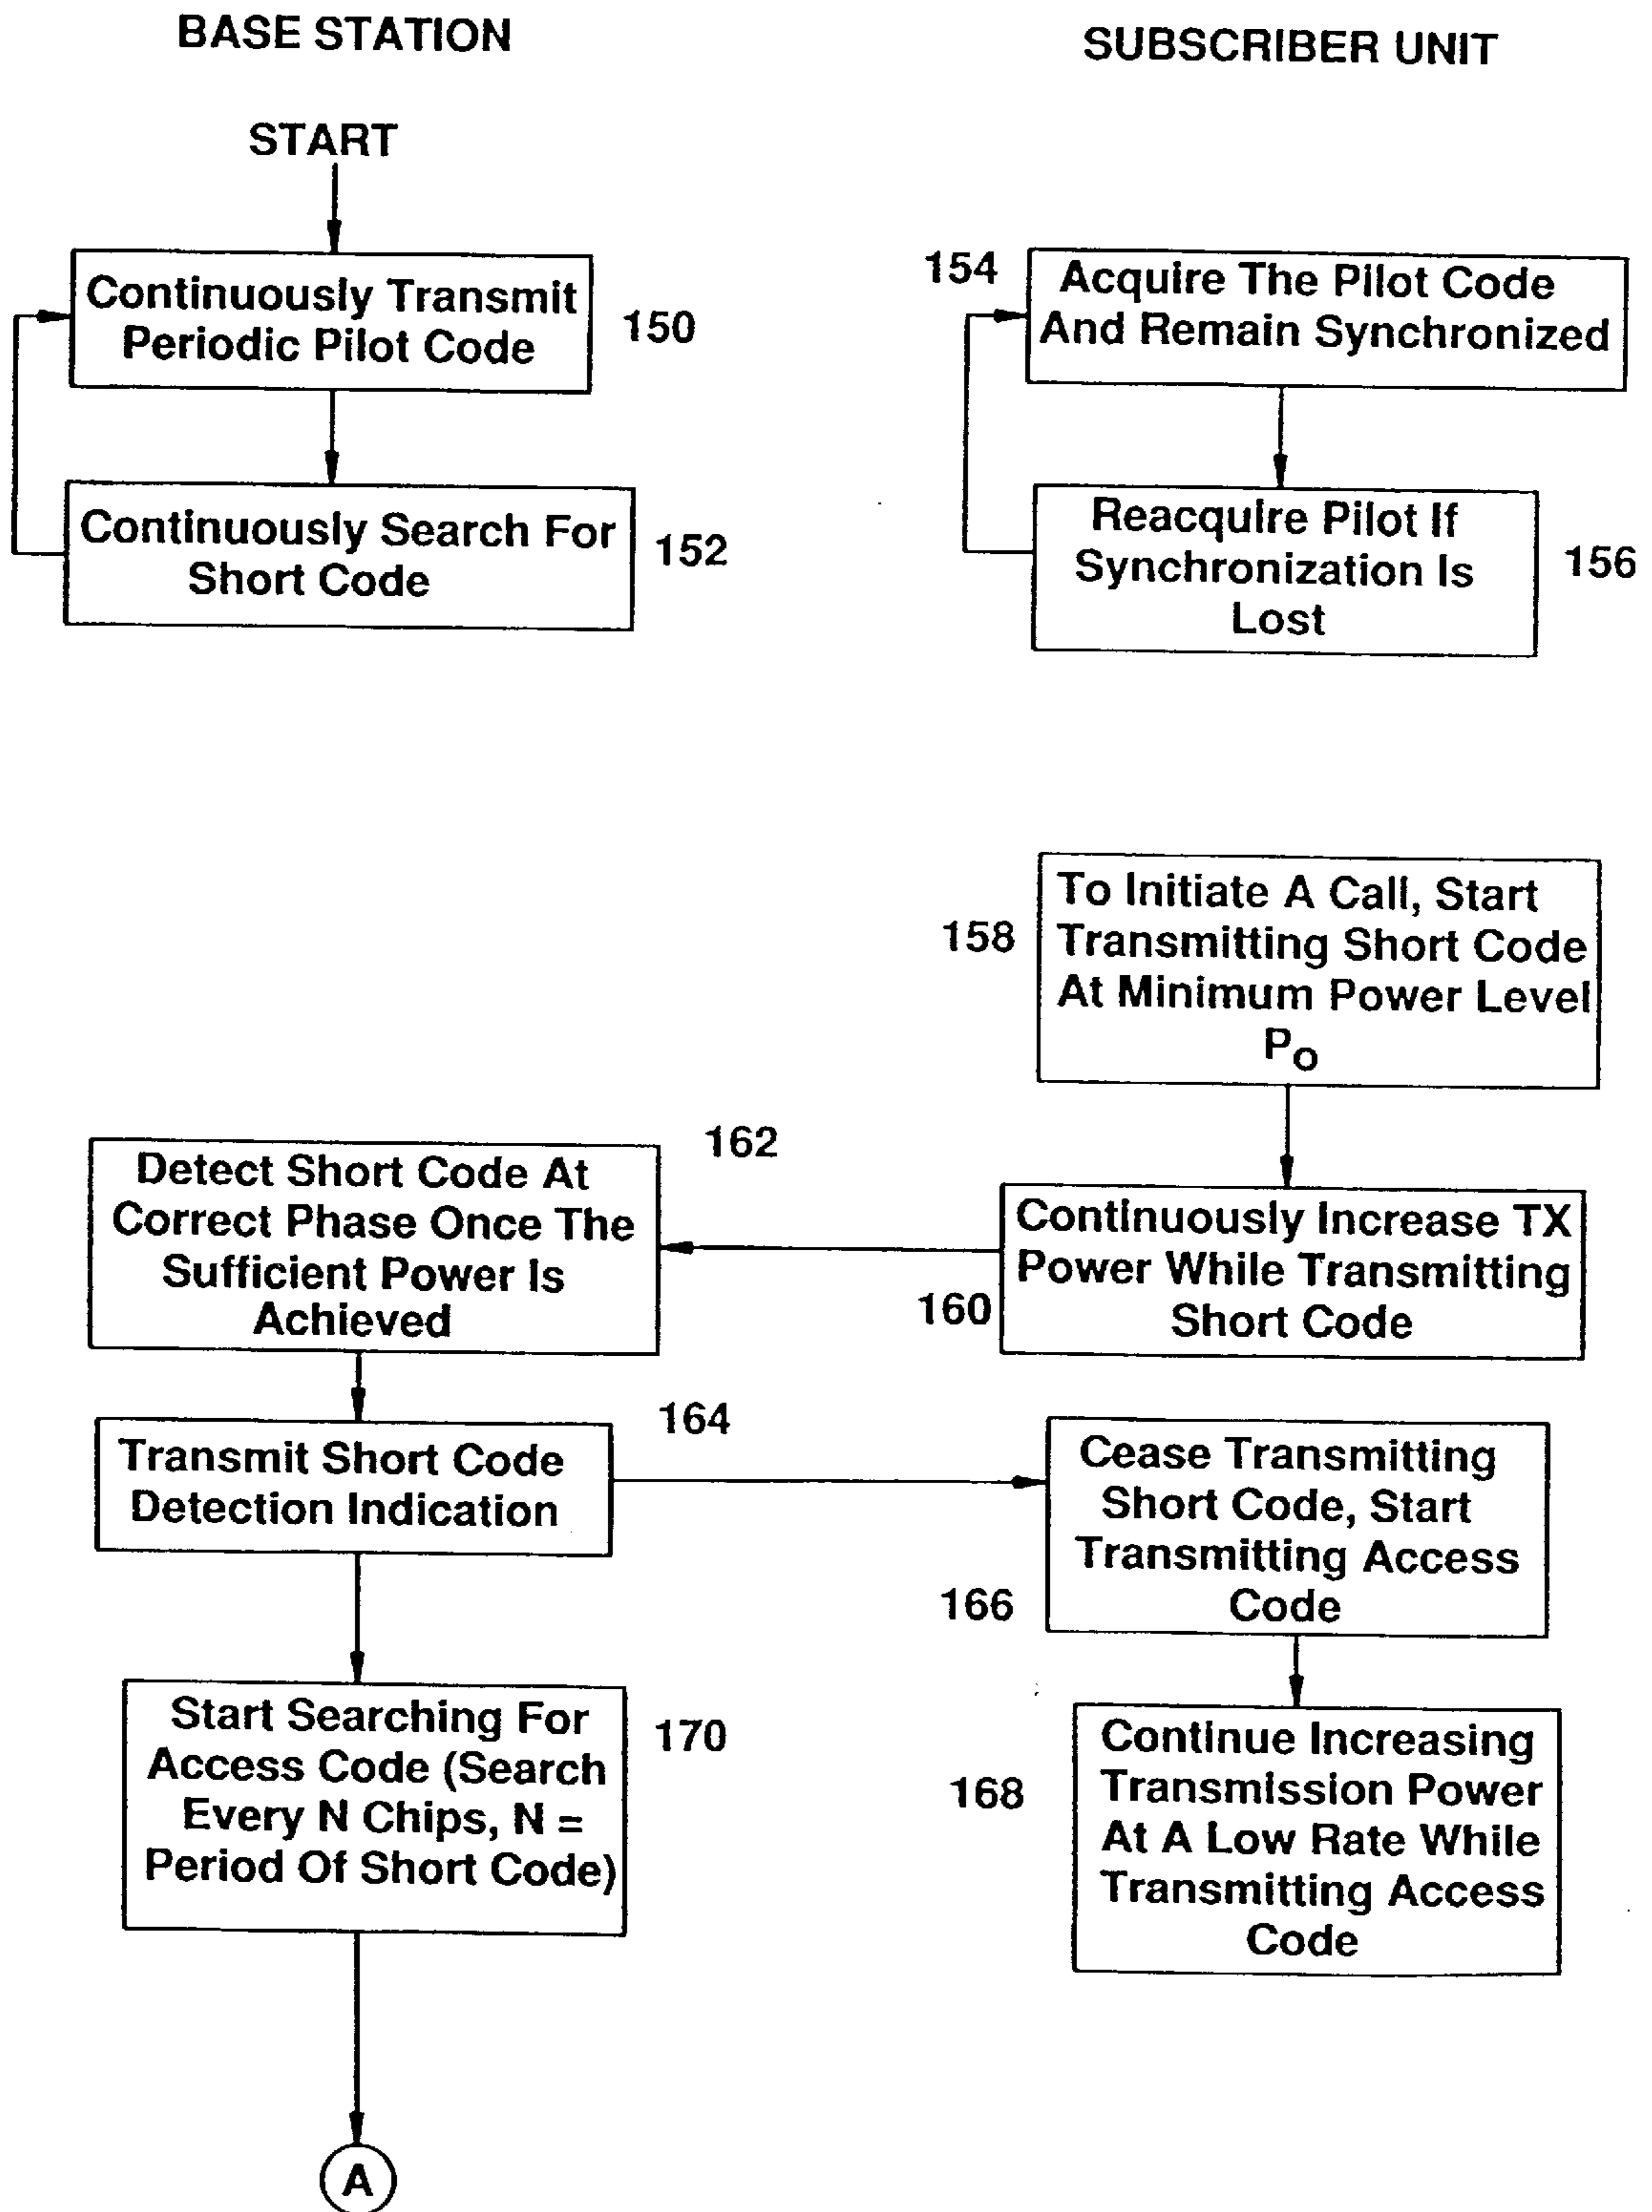 BASE STATION
SUBSCRIBER UNIT
START
Continuously Transmit
Periodic Pilot Code
150
154
Acquire The Pilot Code
And Remain Synchronized
Continuously Search For
Short Code
152
Reacquire Pilot If
Synchronization Is
Lost
156
158
To Initiate A Call, Start
Transmitting Short Code
At Minimum Power Level
Po
162
Detect Short Code At
Correct Phase Once The
Sufficient Power Is
Achieved
Continuously Increase TX
Power While Transmitting
Short Code
160
164
Transmit Short Code
Detection Indication
Cease Transmitting
Short Code, Start
Transmitting Access
Code
166
Start Searching For
Access Code (Search
Every N Chips, N =
Period Of Short Code)
170
168
Continue Increasing
Transmission Power
At A Low Rate While
Transmitting Access
Code
A